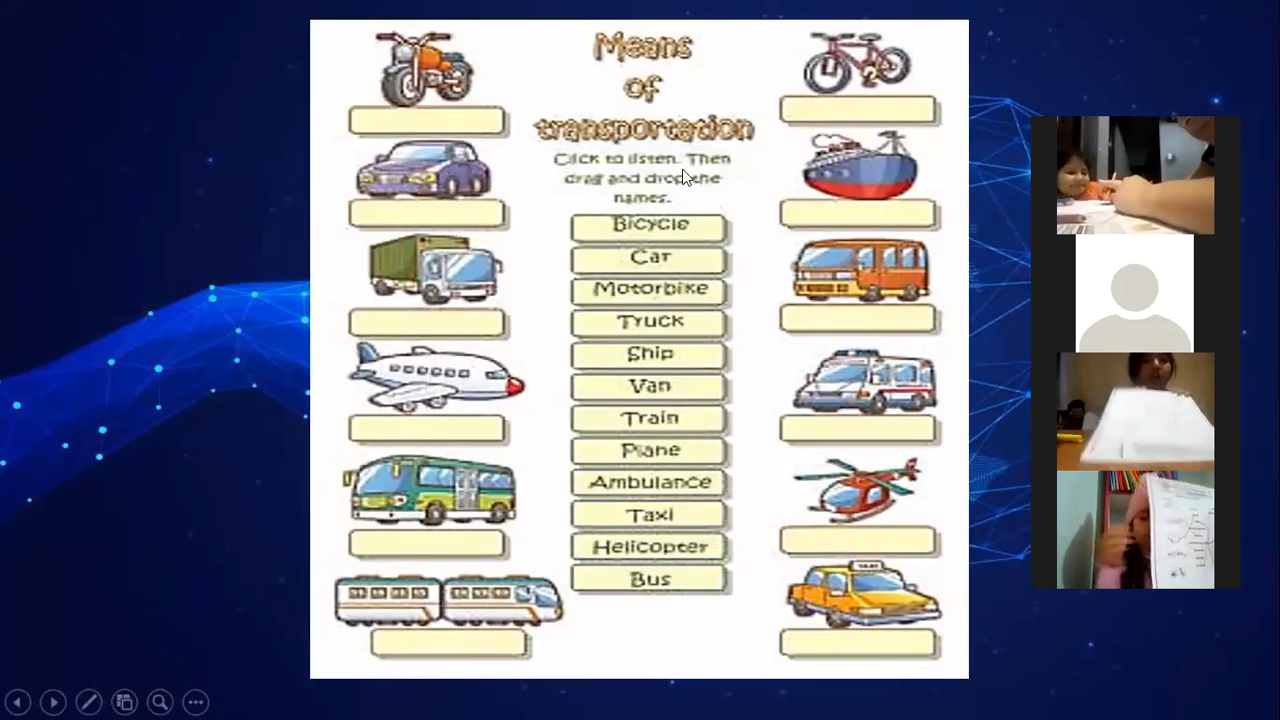 Means
of
transportation
Click to listen. Then
drag and drop the
names.
Bicycle
Car
Motorbike
Truck
Ship
Van
Train
Plane
Ambulance
Taxi
Helicopter
Bus
TAXI